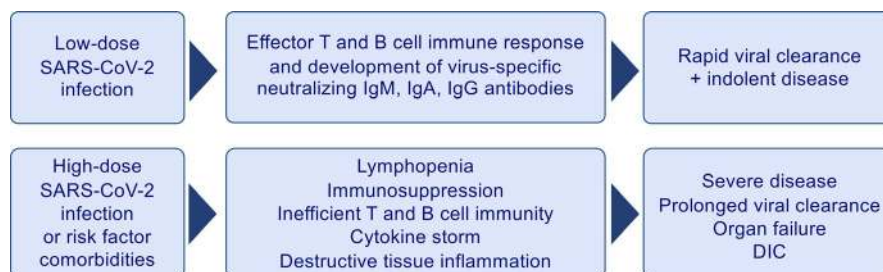 Low-dose
SARS-CoV-2
infection
Effector T and B cell immune response
and development of virus-specific
neutralizing IgM, IgA, IgG antibodies
Rapid viral clearance
+ indolent disease
High-dose
SARS-CoV-2
infection
or risk factor
comorbidities
Lymphopenia
Immunosuppression
Inefficient T and B cell immunity
Cytokine storm
Destructive tissue inflammation
Severe disease
Prolonged viral clearance
Organ failure
DIC